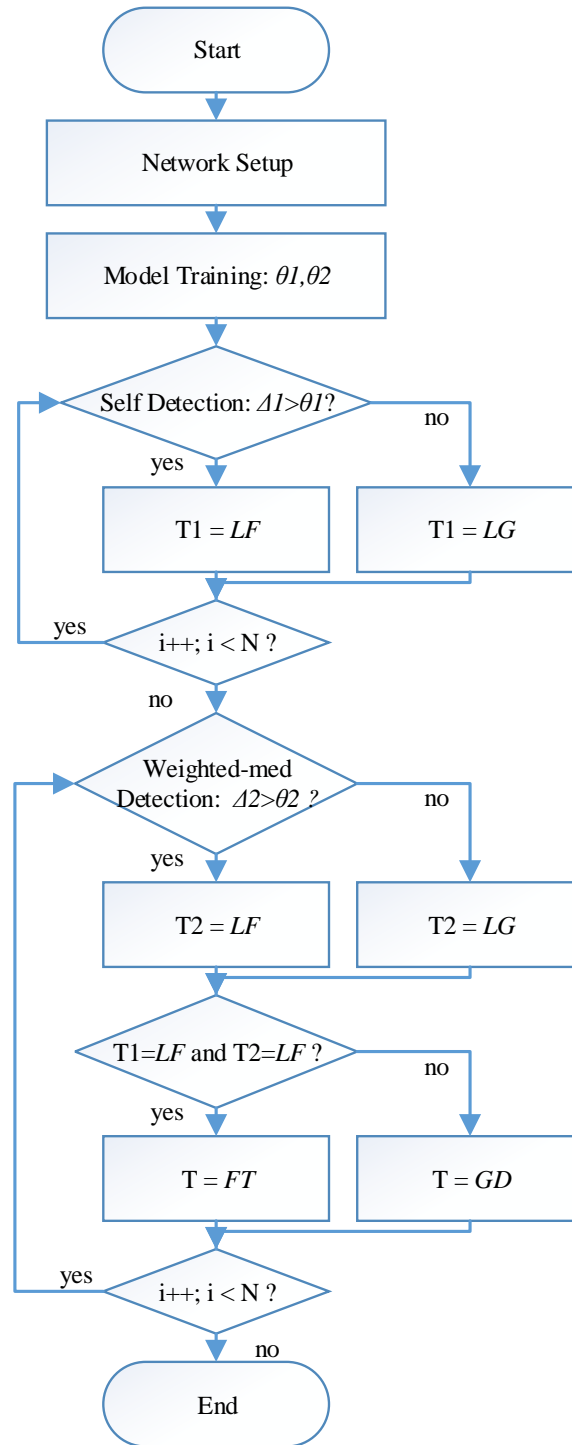 Start
Network Setup
Model Training: θ1,θ2
Self Detection: Δ1>θ1?
no
yes
T1 = LF
T1 = LG
yes
i++; i < N ?
no
Weighted-med
Detection: Δ2>θ2 ?
no
yes
T2 = LF
T2 = LG
T1=LF and T2=LF ?
no
yes
T = FT
T = GD
yes
i++; i < N ?
no
End